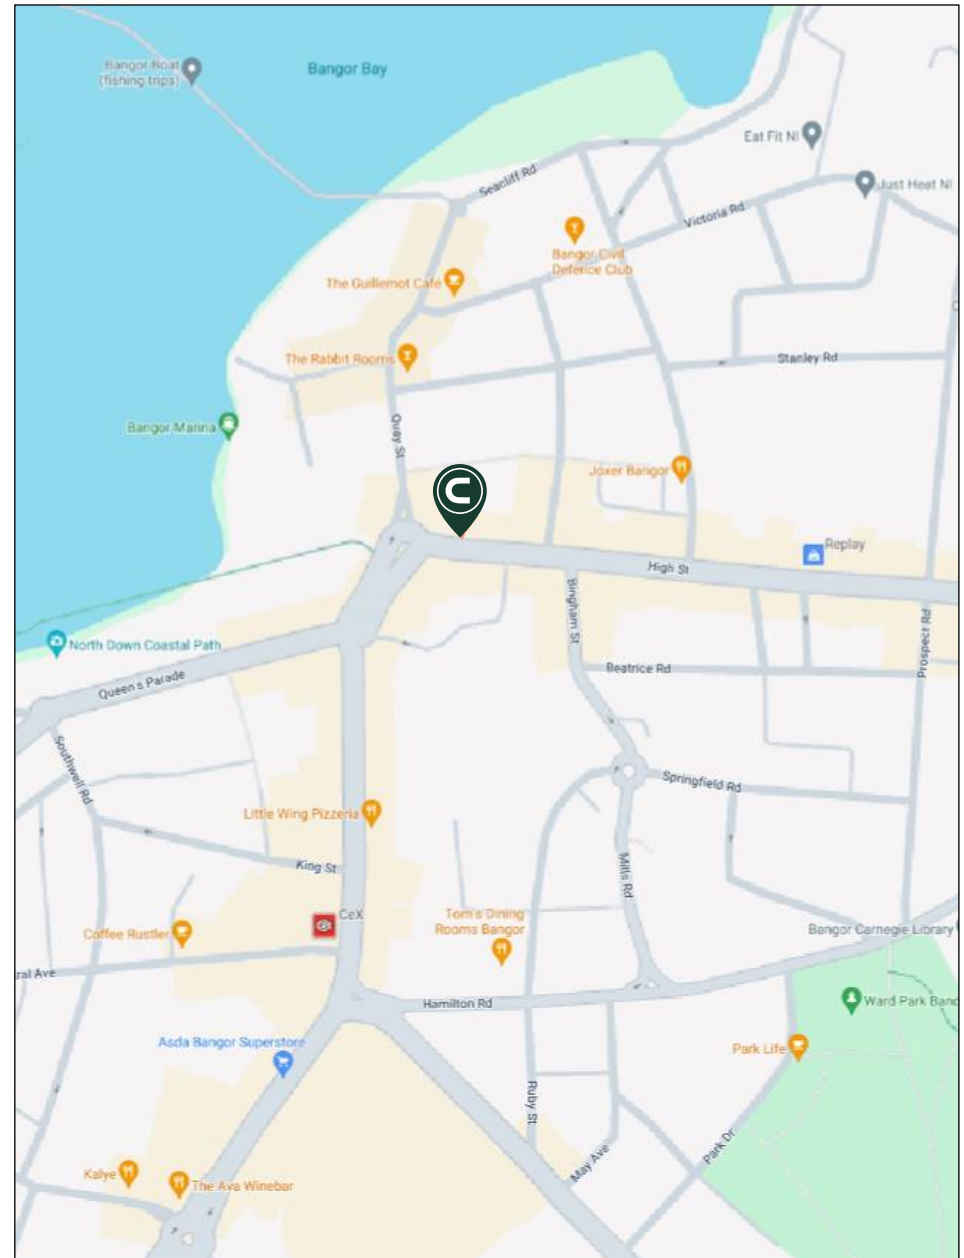 Bangor Boat
(fishing trips)
Bangor Bay
Eat Fit NI
Seacliff Rd
Just Heat NI
Victoria Rd
Bangor Civil
Defence Club
The Guillemot Café
The Rabbit Rooms
Stanley Rd
Bangor Marina
Quay St
Joxer Bangor
C
Replay
High St
Bingham St
Prospect Rd
North Down Coastal Path
Beatrice Rd
Queen's Parade
Southwell Rd
Springfield Rd
Little Wing Pizzeria
King St
Mills Rd
CeX
Tom's Dining
Rooms Bangor
Coffee Rustler
Bangor Carnegie Library
ral Ave
Hamilton Rd
Ward Park Band
Asda Bangor Superstore
Park Life
Ruby St
Park Dr
May Ave
Kalye
The Ava Winebar